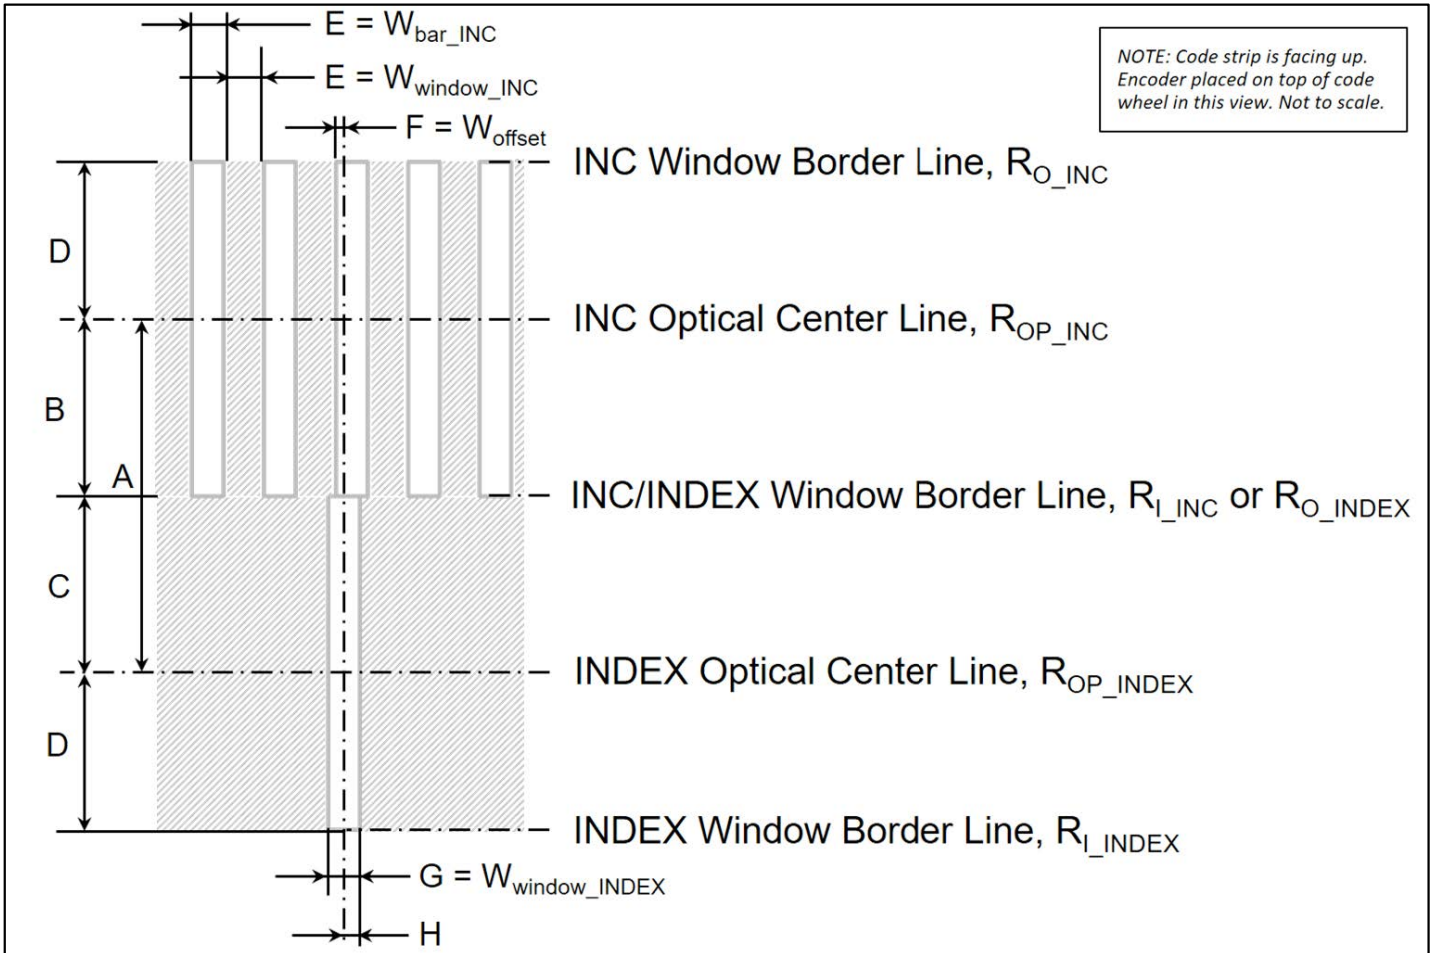 E = Wbar_INC
E = Wwindow_INC
F = Woffset
NOTE: Code strip is facing up.
Encoder placed on top of code
wheel in this view. Not to scale.
INC Window Border Line, RO_INC
D
INC Optical Center Line, ROP_INC
B
A
INC/INDEX Window Border Line, RI_INC or RO_INDEX
C
INDEX Optical Center Line, ROP_INDEX
D
INDEX Window Border Line, RI_INDEX
G = Wwindow_INDEX
H